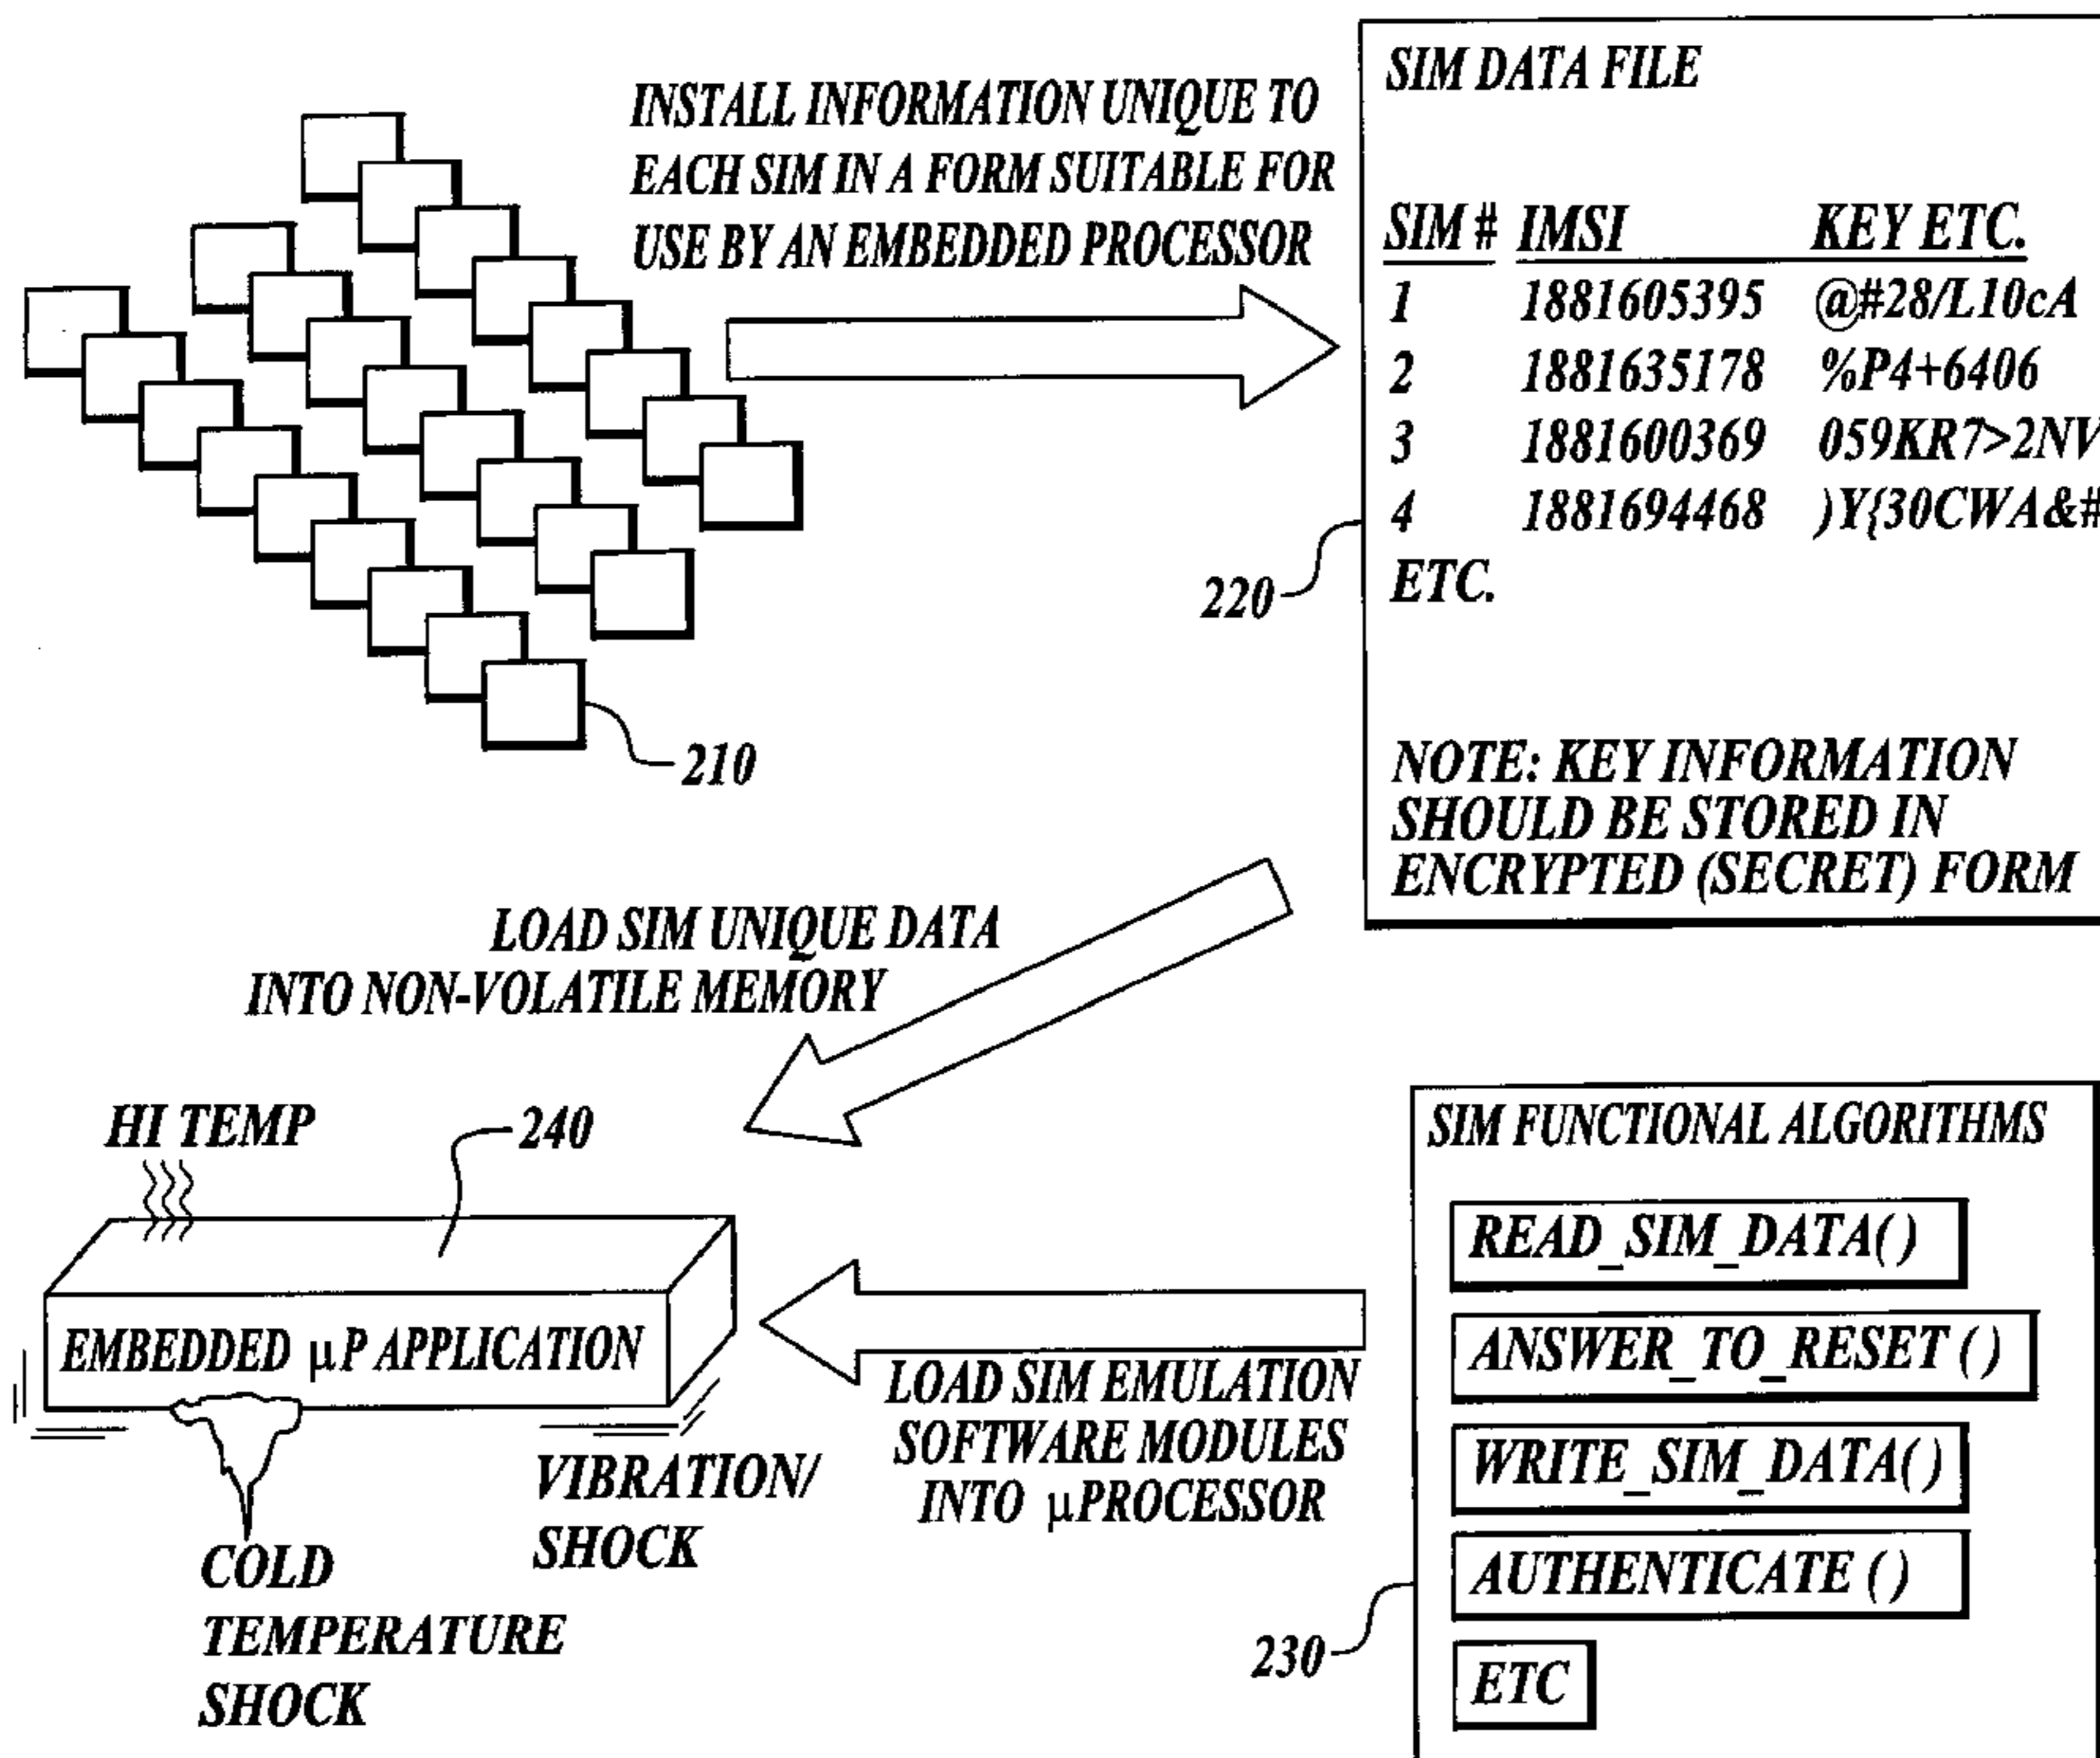 INSTALL INFORMATION UNIQUE TO
EACH SIM IN A FORM SUITABLE FOR
USE BY AN EMBEDDED PROCESSOR
210
SIM DATA FILE
SIM # IMSI KEY ETC.
1 1881605395 @#28/L10cA
2 1881635178 %P4+6406
3 1881600369 059KR7>2NV
4 1881694468 )Y{30CWA&#
ETC.
220
NOTE: KEY INFORMATION
SHOULD BE STORED IN
ENCRYPTED (SECRET) FORM
LOAD SIM UNIQUE DATA
INTO NON-VOLATILE MEMORY
HI TEMP
240
EMBEDDED µP APPLICATION
COLD
TEMPERATURE
SHOCK
VIBRATION/
SHOCK
LOAD SIM EMULATION
SOFTWARE MODULES
INTO µPROCESSOR
SIM FUNCTIONAL ALGORITHMS
READ_SIM_DATA( )
ANSWER_TO_RESET ( )
WRITE_SIM_DATA( )
AUTHENTICATE ( )
ETC
230